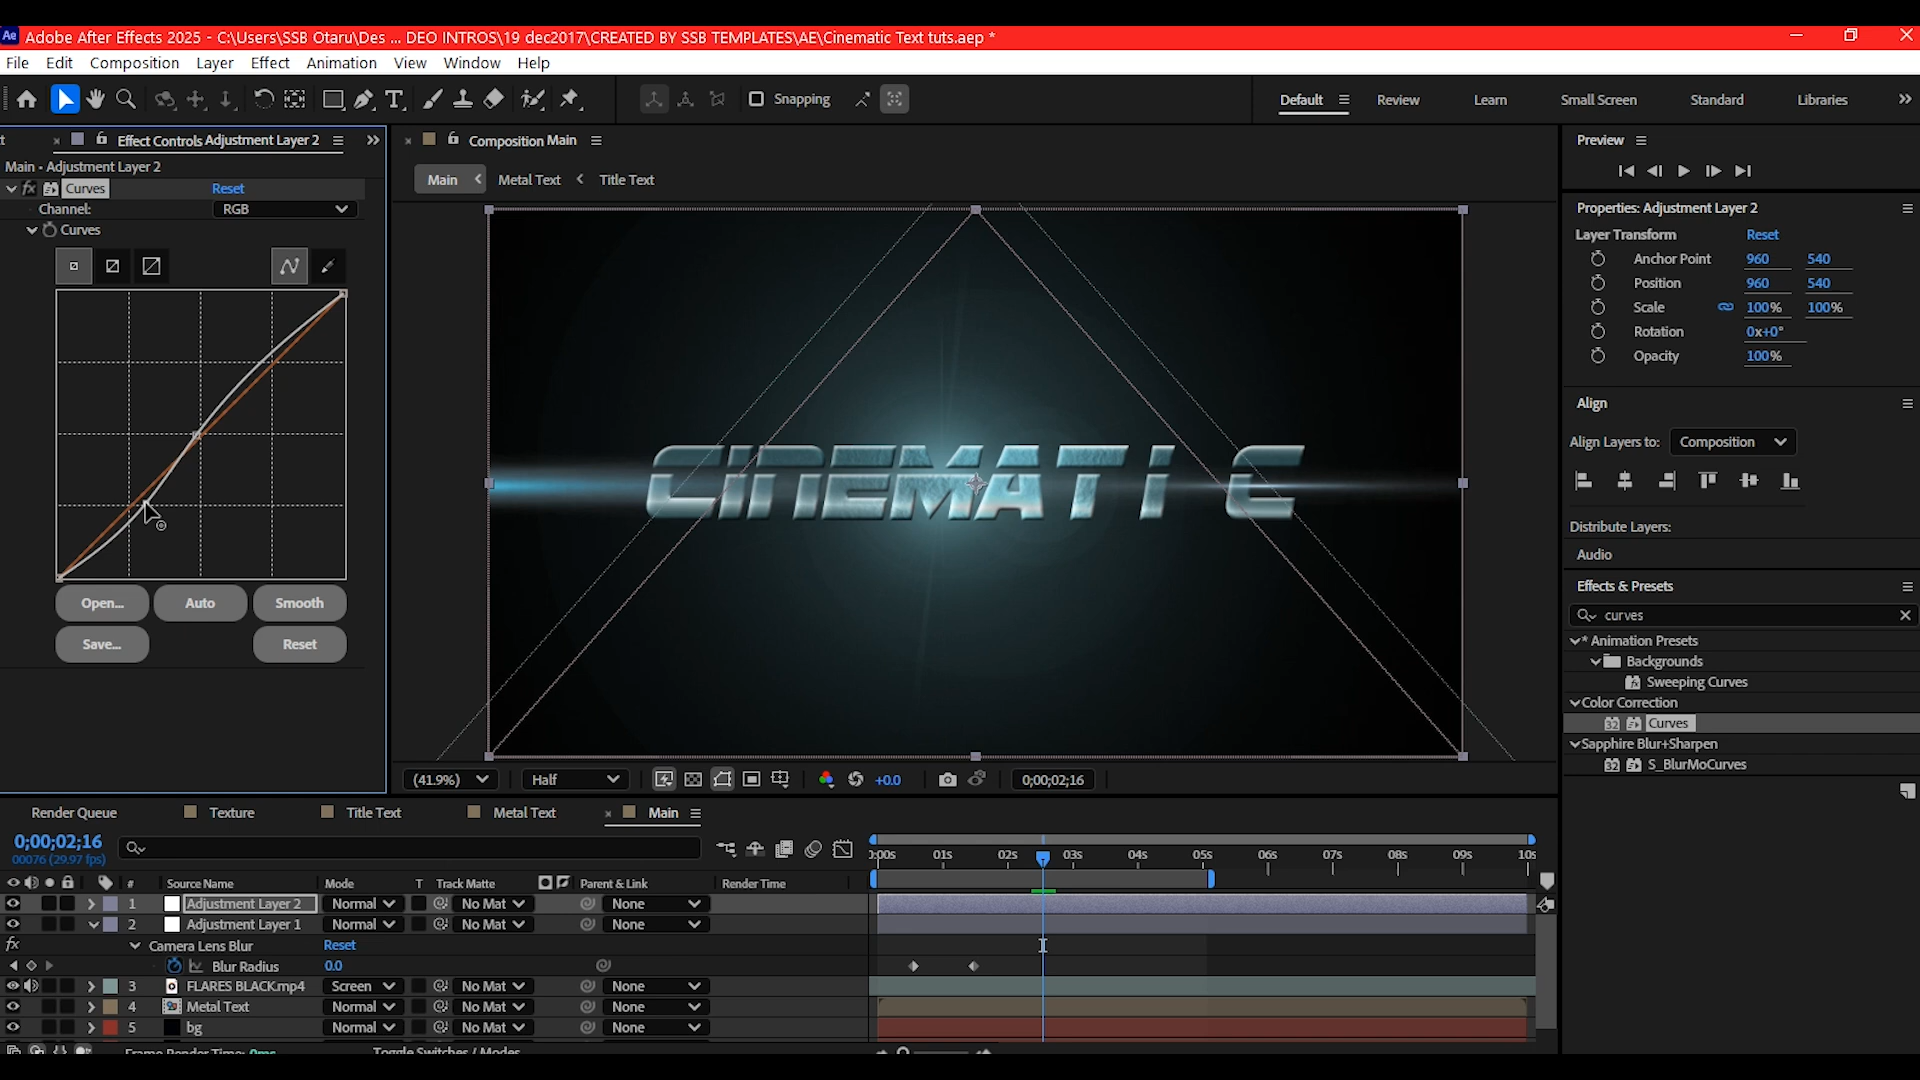 Ae Adobe After Effects 2025 - C:\Users\SSB Otaru\Des ... DEO INTROS\19 dec2017\CREATED BY SSB TEMPLATES\AE\Cinematic Text tuts.aep *
File Edit Composition Layer Effect Animation View Window Help
Snapping Default Review Learn Small Screen Standard Libraries
Effect Controls Adjustment Layer 2
Main - Adjustment Layer 2
fx Curves Reset
Channel: RGB
Curves
Open... Auto Smooth
Save... Reset
Composition Main
Main Metal Text Title Text
CINEMATIC
(41.9%) Half +0.0 0;00;02;16
Preview
Properties: Adjustment Layer 2
Layer Transform Reset
Anchor Point 960 540
Position 960 540
Scale 100% 100%
Rotation 0x+0°
Opacity 100%
Align
Align Layers to: Composition
Distribute Layers:
Audio
Effects & Presets
curves
* Animation Presets
Backgrounds
Sweeping Curves
Color Correction
32 Curves
Sapphire Blur+Sharpen
32 S_BlurMoCurves
Render Queue Texture Title Text Metal Text Main
0;00;02;16
00076 (29.97 fps)
0:00s 01s 02s 03s 04s 05s 06s 07s 08s 09s 10s
# Source Name Mode T Track Matte Parent & Link Render Time
1 Adjustment Layer 2 Normal No Mat None
2 Adjustment Layer 1 Normal No Mat None
fx Camera Lens Blur Reset
Blur Radius 0.0
3 FLARES BLACK.mp4 Screen No Mat None
4 Metal Text Normal No Mat None
5 bg Normal No Mat None
Frame Render Time: 0ms Toggle Switches / Modes